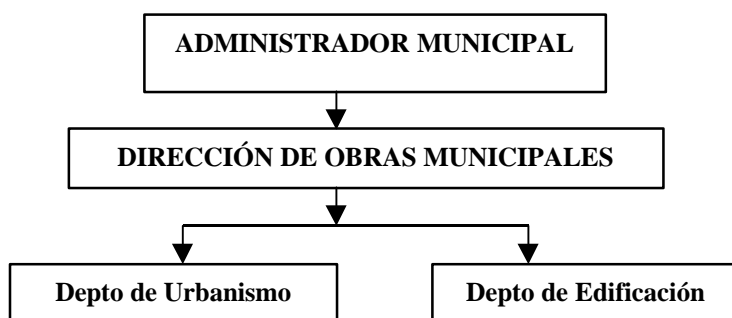 ADMINISTRADOR MUNICIPAL
DIRECCIÓN DE OBRAS MUNICIPALES
Depto de Urbanismo
Depto de Edificación